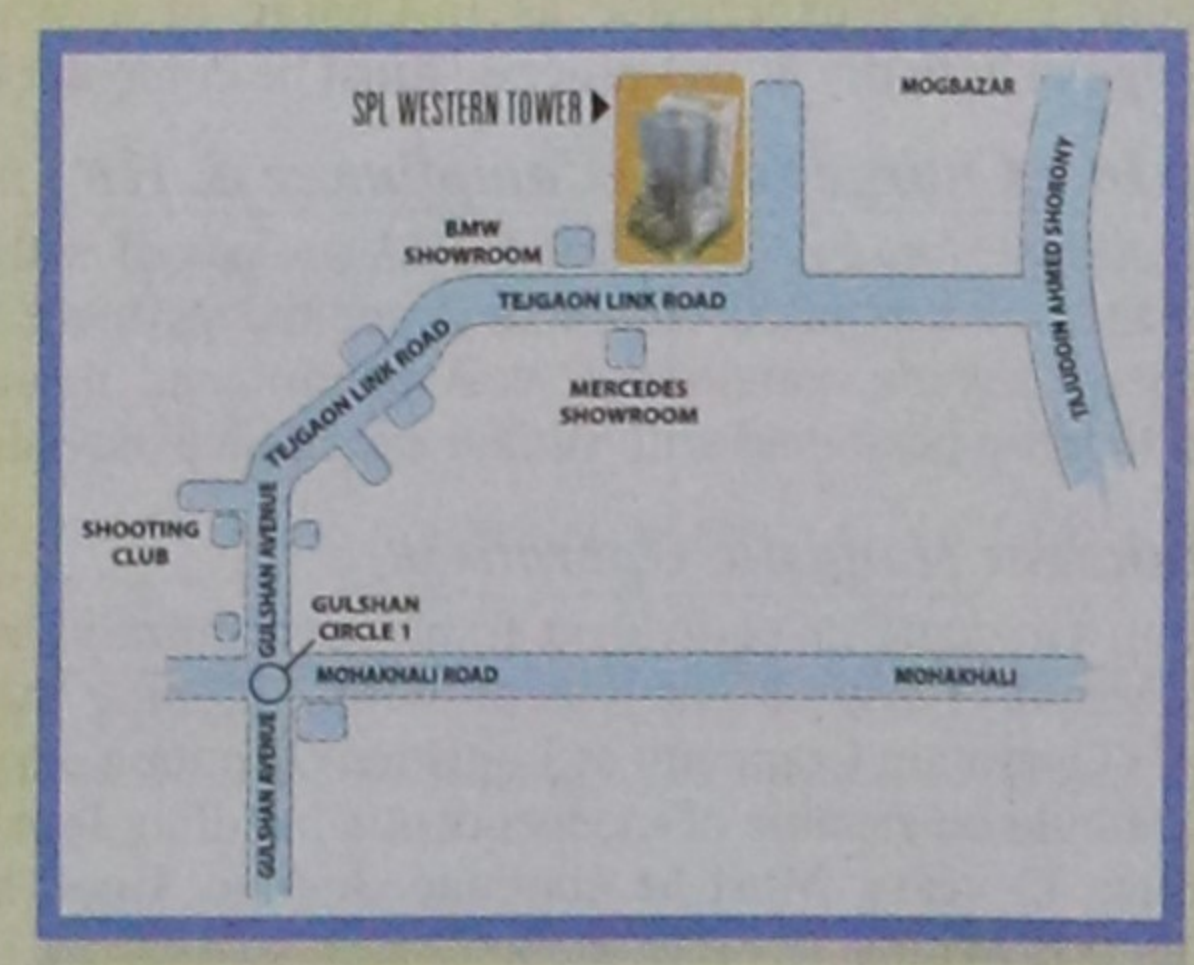 SPL WESTERN TOWER
MOGBAZAR
TAJUDDIN AHMED SHORONY
BMW
SHOWROOM
TEJGAON LINK ROAD
MERCEDES
SHOWROOM
TEJGAON LINK ROAD
SHOOTING
CLUB
GULSHAN AVENUE
GULSHAN
CIRCLE 1
MOHAKHALI ROAD
MOHAKHALI
GULSHAN AVENUE